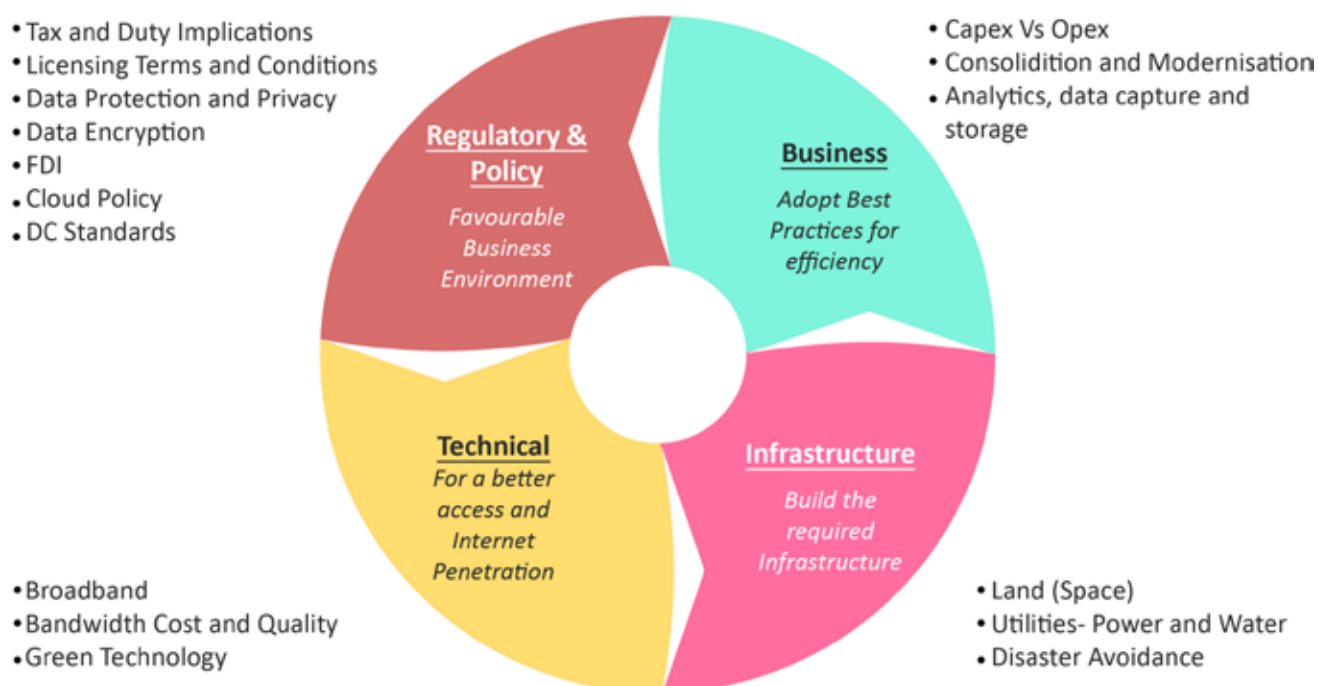 • Tax and Duty Implications
• Licensing Terms and Conditions
• Data Protection and Privacy
• Data Encryption
• FDI
• Cloud Policy
• DC Standards
Regulatory &
Policy
Favourable
Business
Environment
• Capex Vs Opex
• Consolidition and Modernisation
• Analytics, data capture and
storage
Business
Adopt Best
Practices for
efficiency
Technical
For a better
access and
Internet
Penetration
• Broadband
• Bandwidth Cost and Quality
• Green Technology
Infrastructure
Build the
required
Infrastructure
• Land (Space)
• Utilities- Power and Water
• Disaster Avoidance